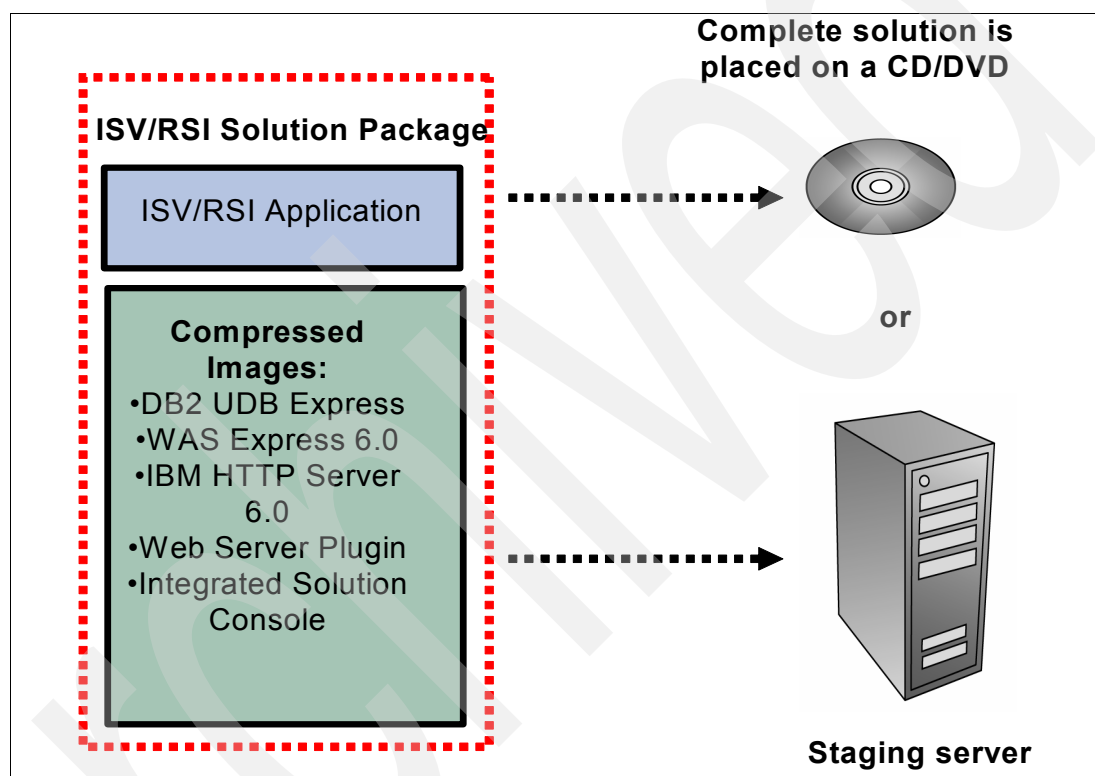 Complete solution is
placed on a CD/DVD
ISV/RSI Solution Package
ISV/RSI Application
or
Compressed
Images:
•DB2 UDB Express
•WAS Express 6.0
•IBM HTTP Server
6.0
•Web Server Plugin
•Integrated Solution
Console
Staging server